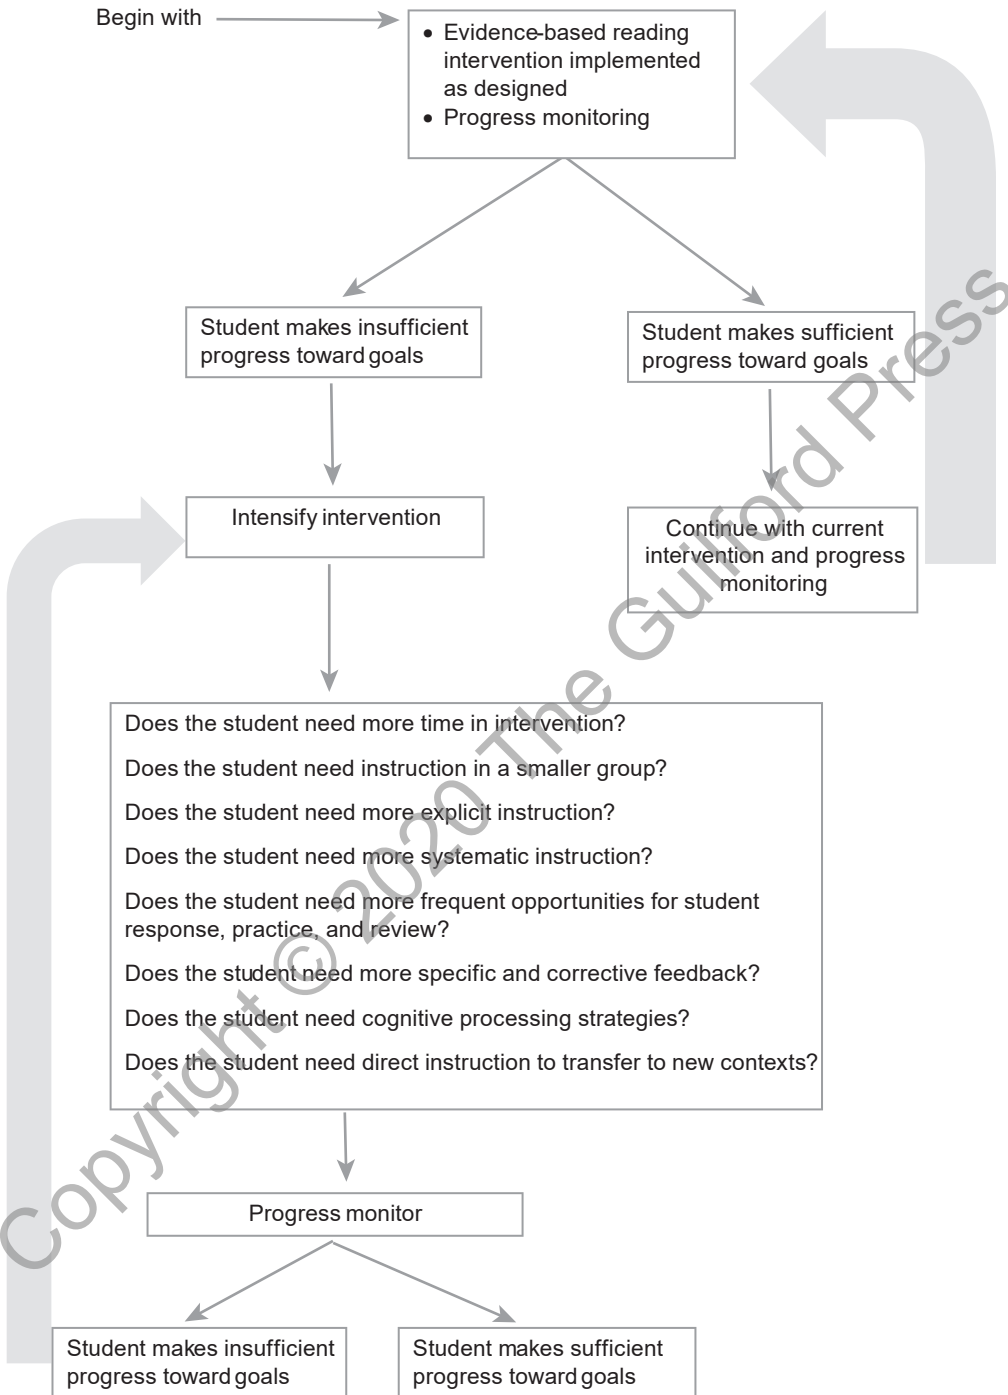 Begin with
• Evidence-based reading
intervention implemented
as designed
• Progress monitoring
Student makes insufficient
progress toward goals
Student makes sufficient
progress toward goals
Intensify intervention
Continue with current
intervention and progress
monitoring
Does the student need more time in intervention?
Does the student need instruction in a smaller group?
Does the student need more explicit instruction?
Does the student need more systematic instruction?
Does the student need more frequent opportunities for student
response, practice, and review?
Does the student need more specific and corrective feedback?
Does the student need cognitive processing strategies?
Does the student need direct instruction to transfer to new contexts?
Progress monitor
Student makes insufficient
progress toward goals
Student makes sufficient
progress toward goals
Copyright © 2020 The Guilford Press